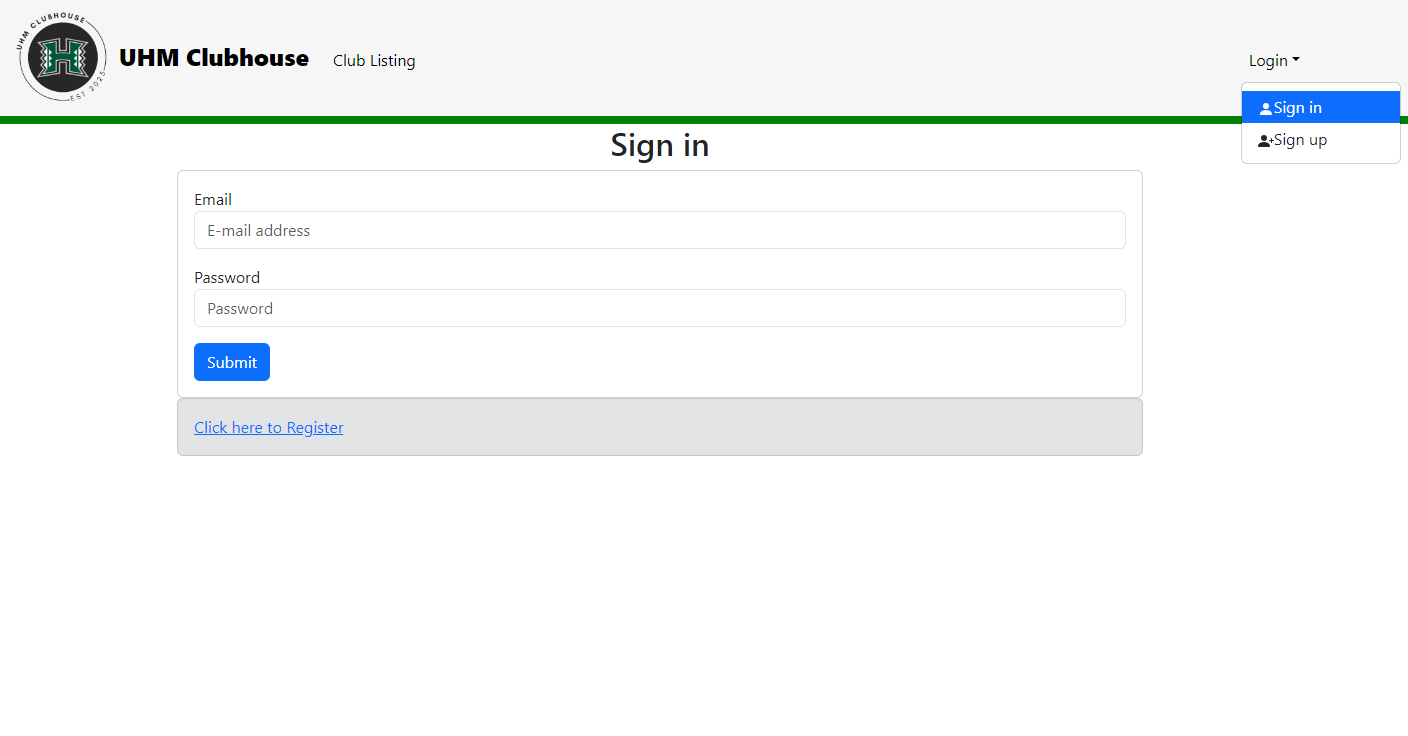 UHM CLUBHOUSE
H
EST 2023
UHM Clubhouse
Club Listing
Login
Sign in
Sign up
Sign in
Email
E-mail address
Password
Password
Submit
Click here to Register